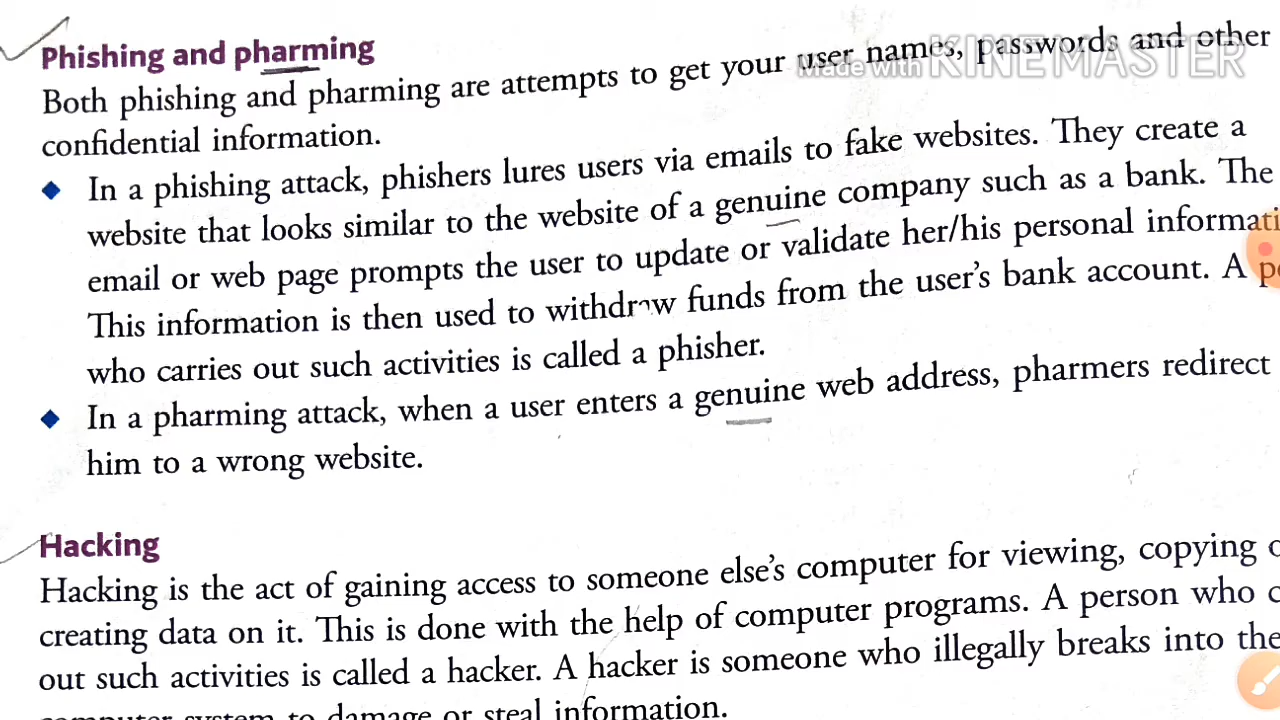 Phishing and pharming
Both phishing and pharming are attempts to get your user names, passwords and other
Made with KINEMASTER
confidential information.
In a phishing attack, phishers lures users via emails to fake websites. They create a
website that looks similar to the website of a genuine company such as a bank. The
email or web page prompts the user to update or validate her/his personal informati
This information is then used to withdraw funds from the user's bank account. A
who carries out such activities is called a phisher.
In a pharming attack, when a user enters a genuine web address, pharmers redirect
him to a wrong website.
Hacking
Hacking is the act of gaining access to someone else's computer for viewing, copying
creating data on it. This is done with the help of computer programs. A person who
out such activities is called a hacker. A hacker is someone who illegally breaks into the
computer system to damage or steal information.